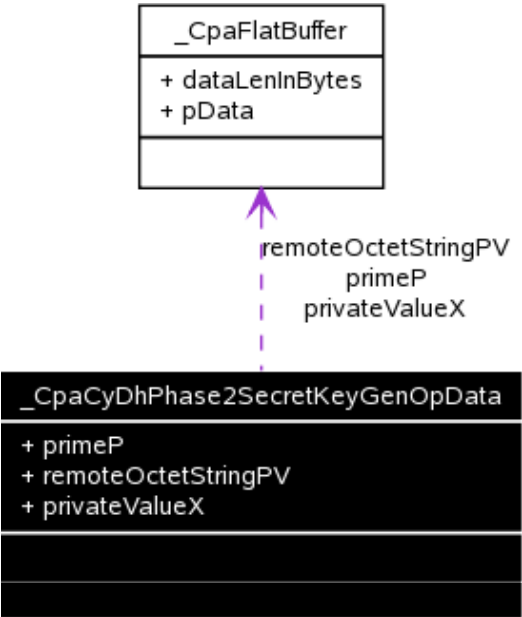 _CpaFlatBuffer
+ dataLenInBytes
+ pData
remoteOctetStringPV
primeP
privateValueX
_CpaCyDhPhase2SecretKeyGenOpData
+ primeP
+ remoteOctetStringPV
+ privateValueX